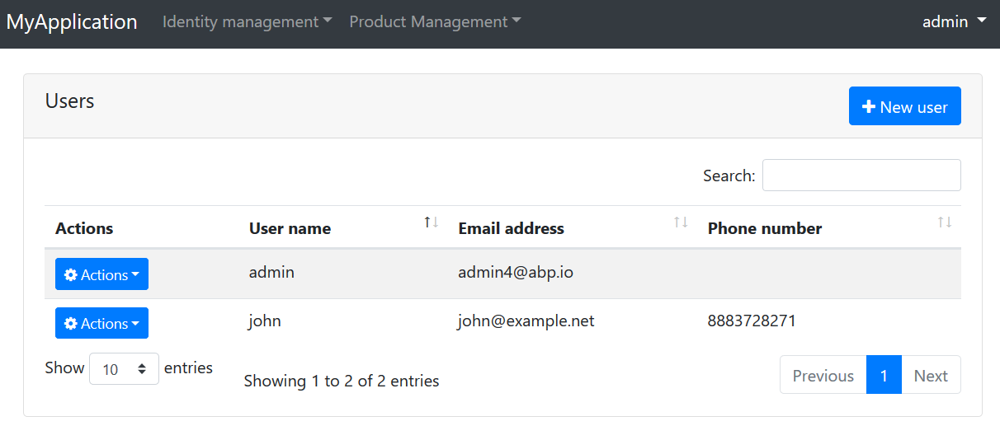 MyApplication Identity management Product Management admin
Users
New user
Search:
Actions User name Email address Phone number
Actions admin admin4@abp.io
Actions john john@example.net 8883728271
Show 10 entries
Showing 1 to 2 of 2 entries
Previous 1 Next